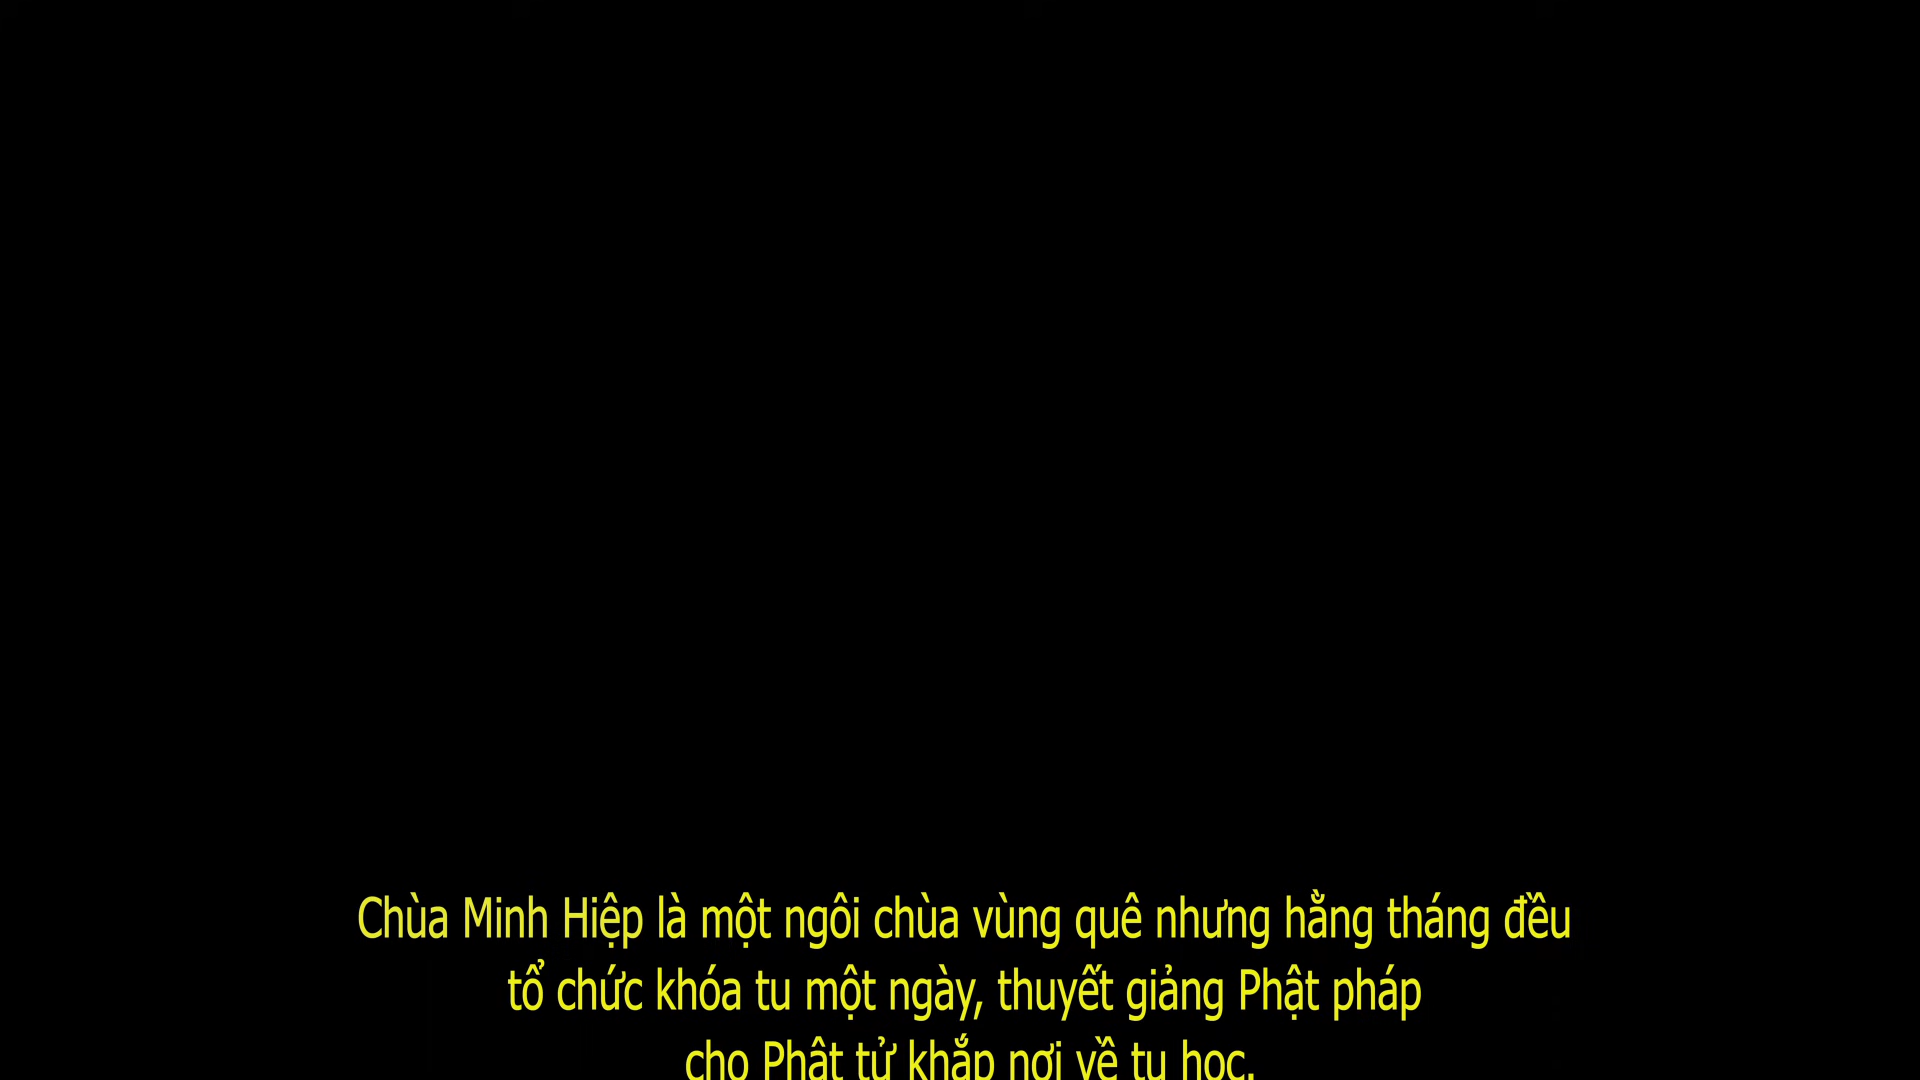 Chùa Minh Hiệp là một ngôi chùa vùng quê nhưng hằng tháng đều
tổ chức khóa tu một ngày, thuyết giảng Phật pháp
cho Phật tử khắp nơi về tu học.